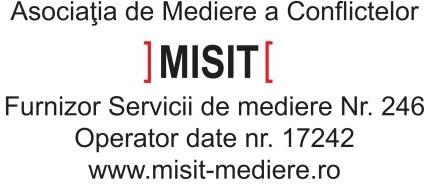 Asociaţia de Mediere a Conflictelor
]MISIT[
Furnizor Servicii de mediere Nr. 246
Operator date nr. 17242
www.misit-mediere.ro